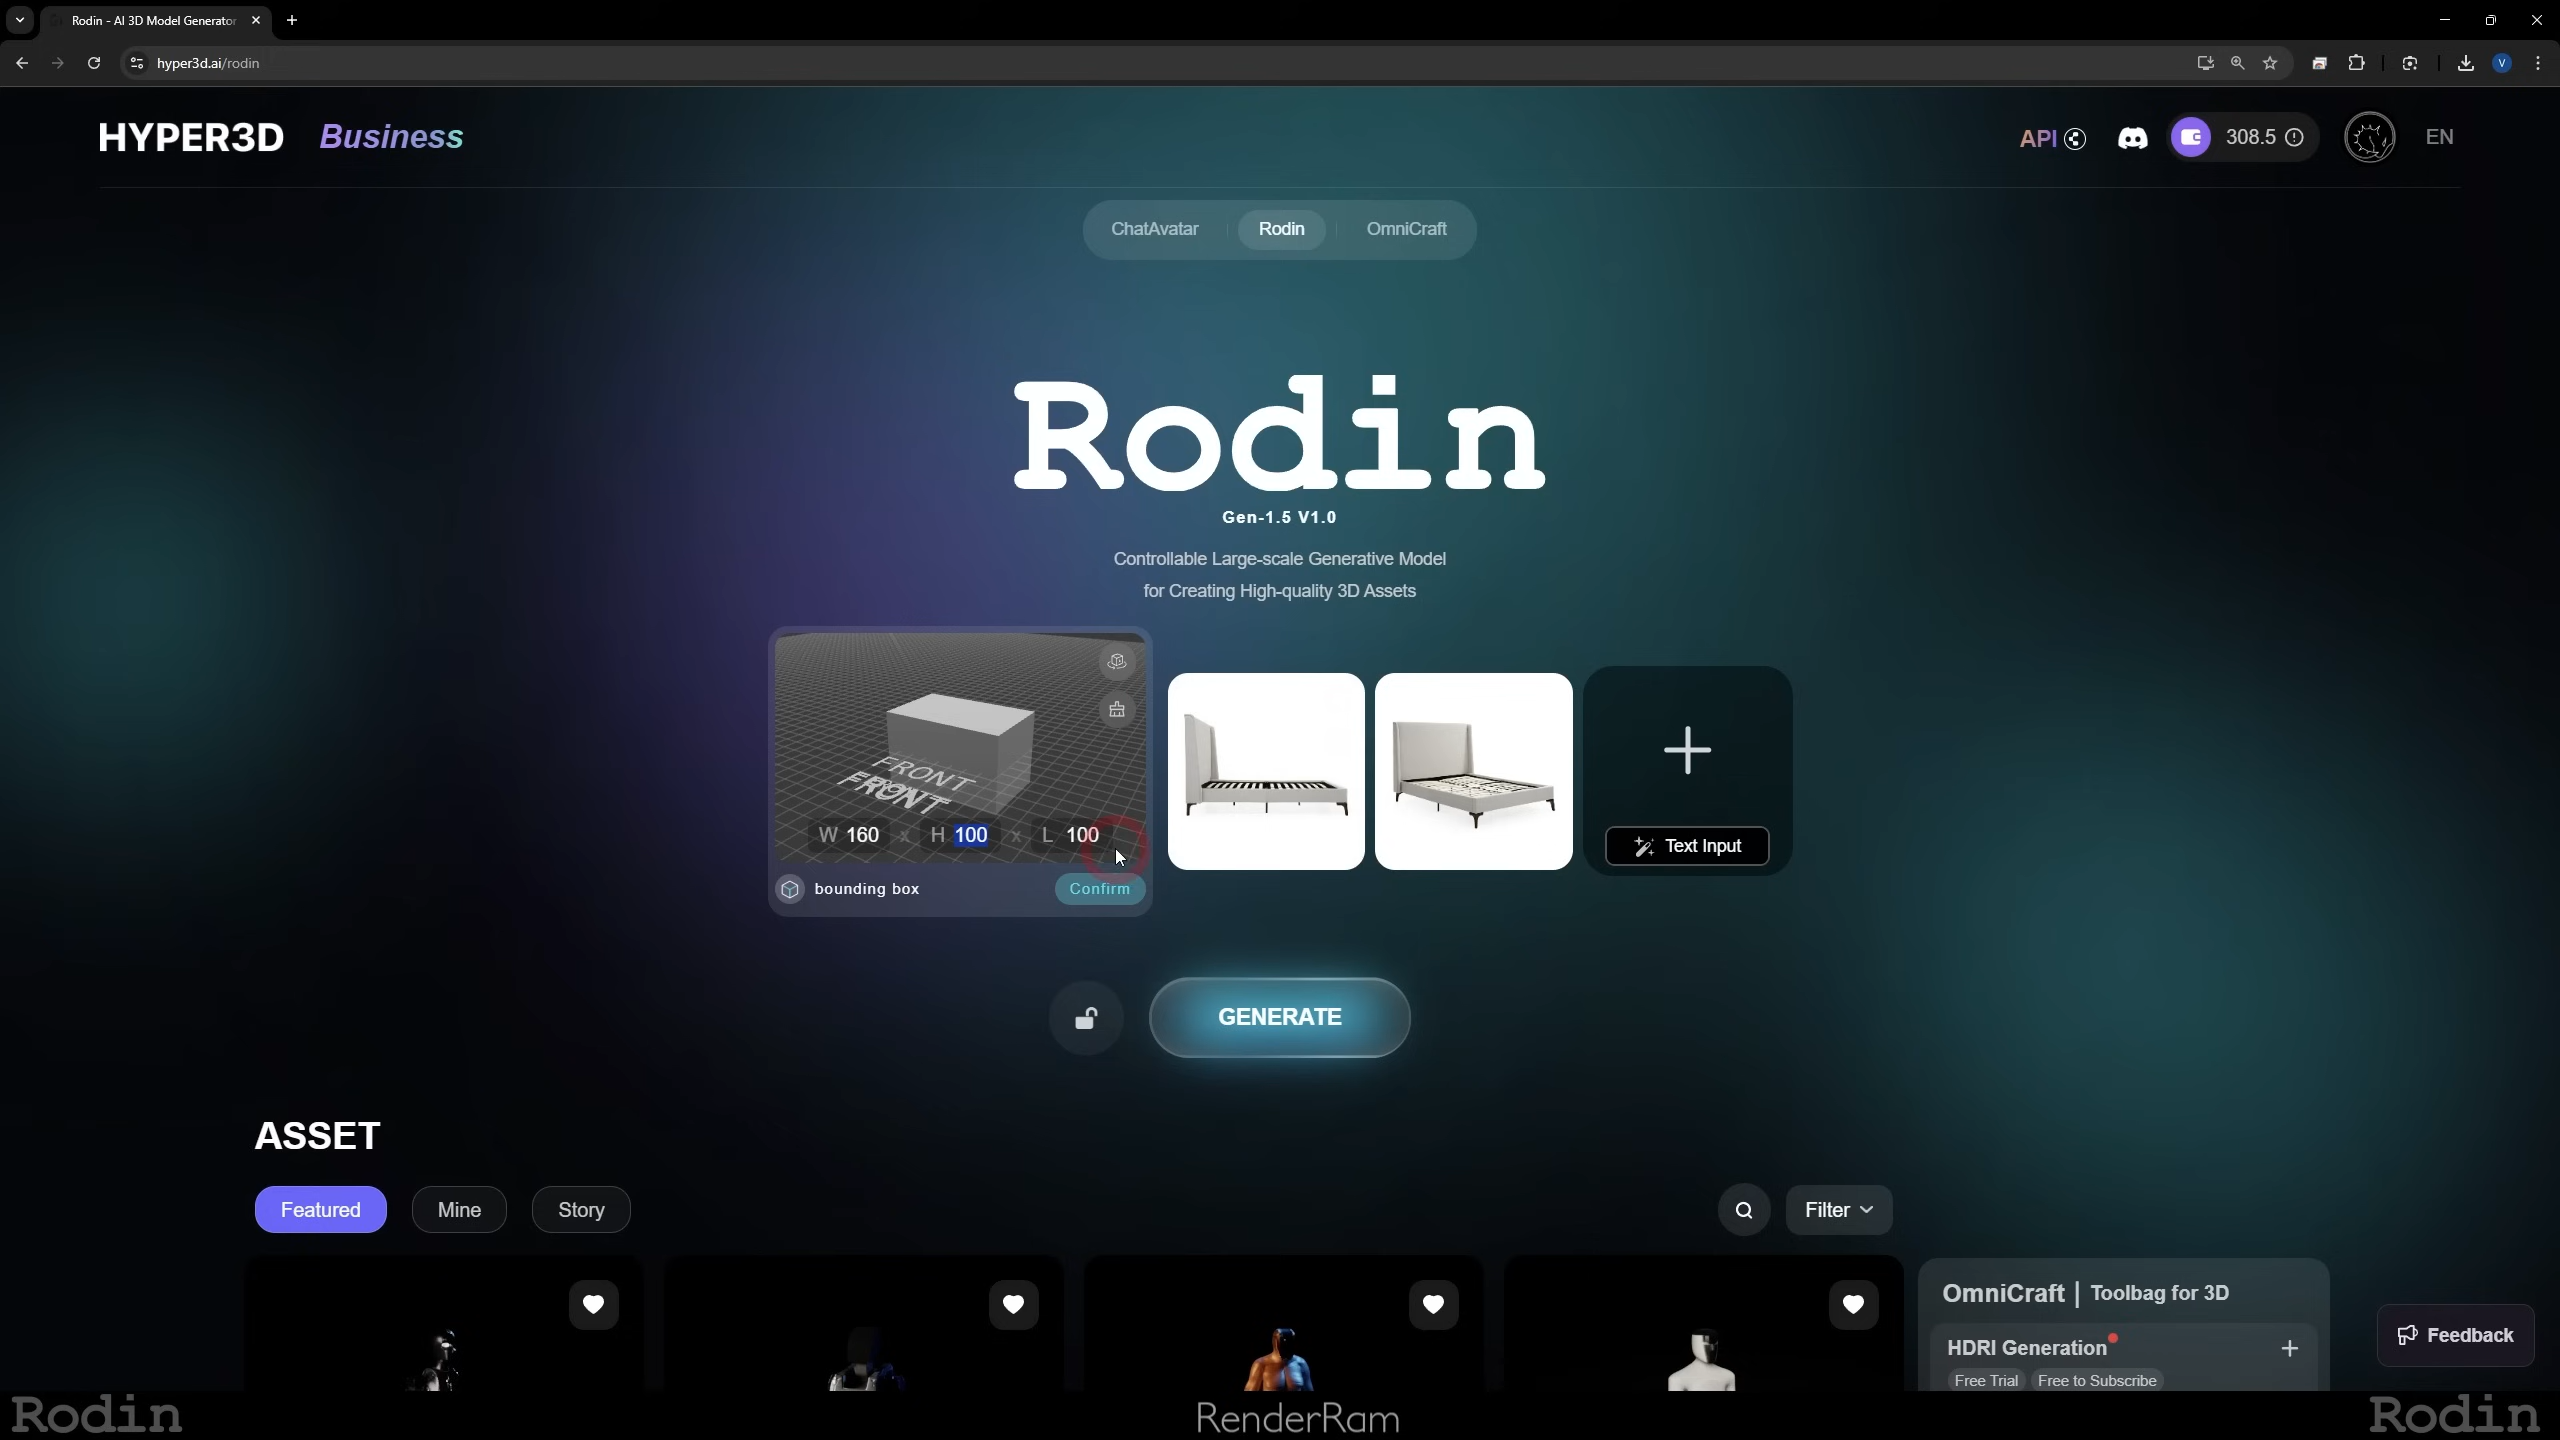 Rodin - AI 3D Model Generator
hyper3d.ai/rodin
V
HYPER3D Business
API
308.5
EN
ChatAvatar
Rodin
OmniCraft
Rodin
Gen-1.5 V1.0
Controllable Large-scale Generative Model
for Creating High-quality 3D Assets
FRONT
FRONT
W 160 x H 100 x L 100
bounding box
Confirm
Text Input
GENERATE
ASSET
Featured
Mine
Story
Filter
OmniCraft | Toolbag for 3D
HDRI Generation
Free Trial
Free to Subscribe
Feedback
Rodin
RenderRam
Rodin